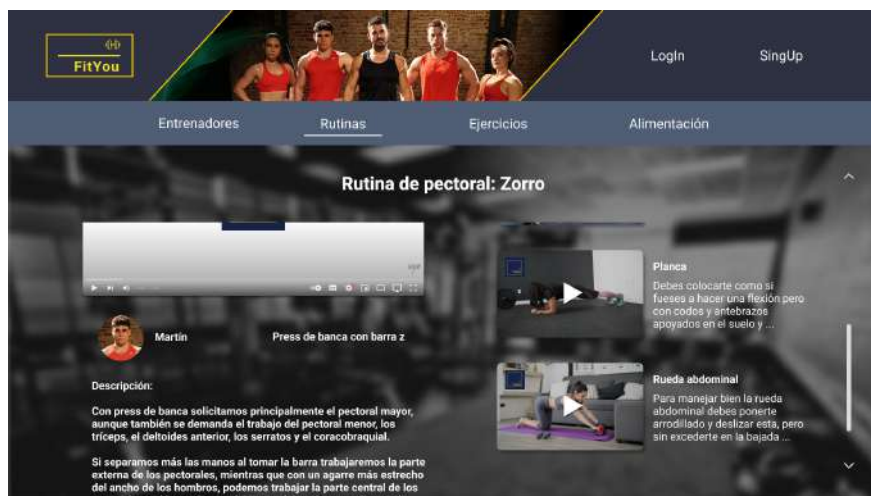 FitYou
LogIn
SingUp
Entrenadores
Rutinas
Ejercicios
Alimentación
Rutina de pectoral: Zorro
Martín
Press de banca con barra z
Descripción:
Con press de banca solicitamos principalmente el pectoral mayor,
aunque también se demanda el trabajo del pectoral menor, los
tríceps, el deltoides anterior, los serratos y el coracobraquial.
Si separamos más las manos al tomar la barra trabajaremos la parte
externa de los pectorales, mientras que con un agarre más estrecho
del ancho de los hombros, podemos trabajar la parte central de los
Planca
Debes colocarte como si
fueses a hacer una flexión pero
con codos y antebrazos
apoyados en el suelo y ...
Rueda abdominal
Para manejar bien la rueda
abdominal debes ponerte
arrodillado y deslizar esta, pero
sin excederte en la bajada ...